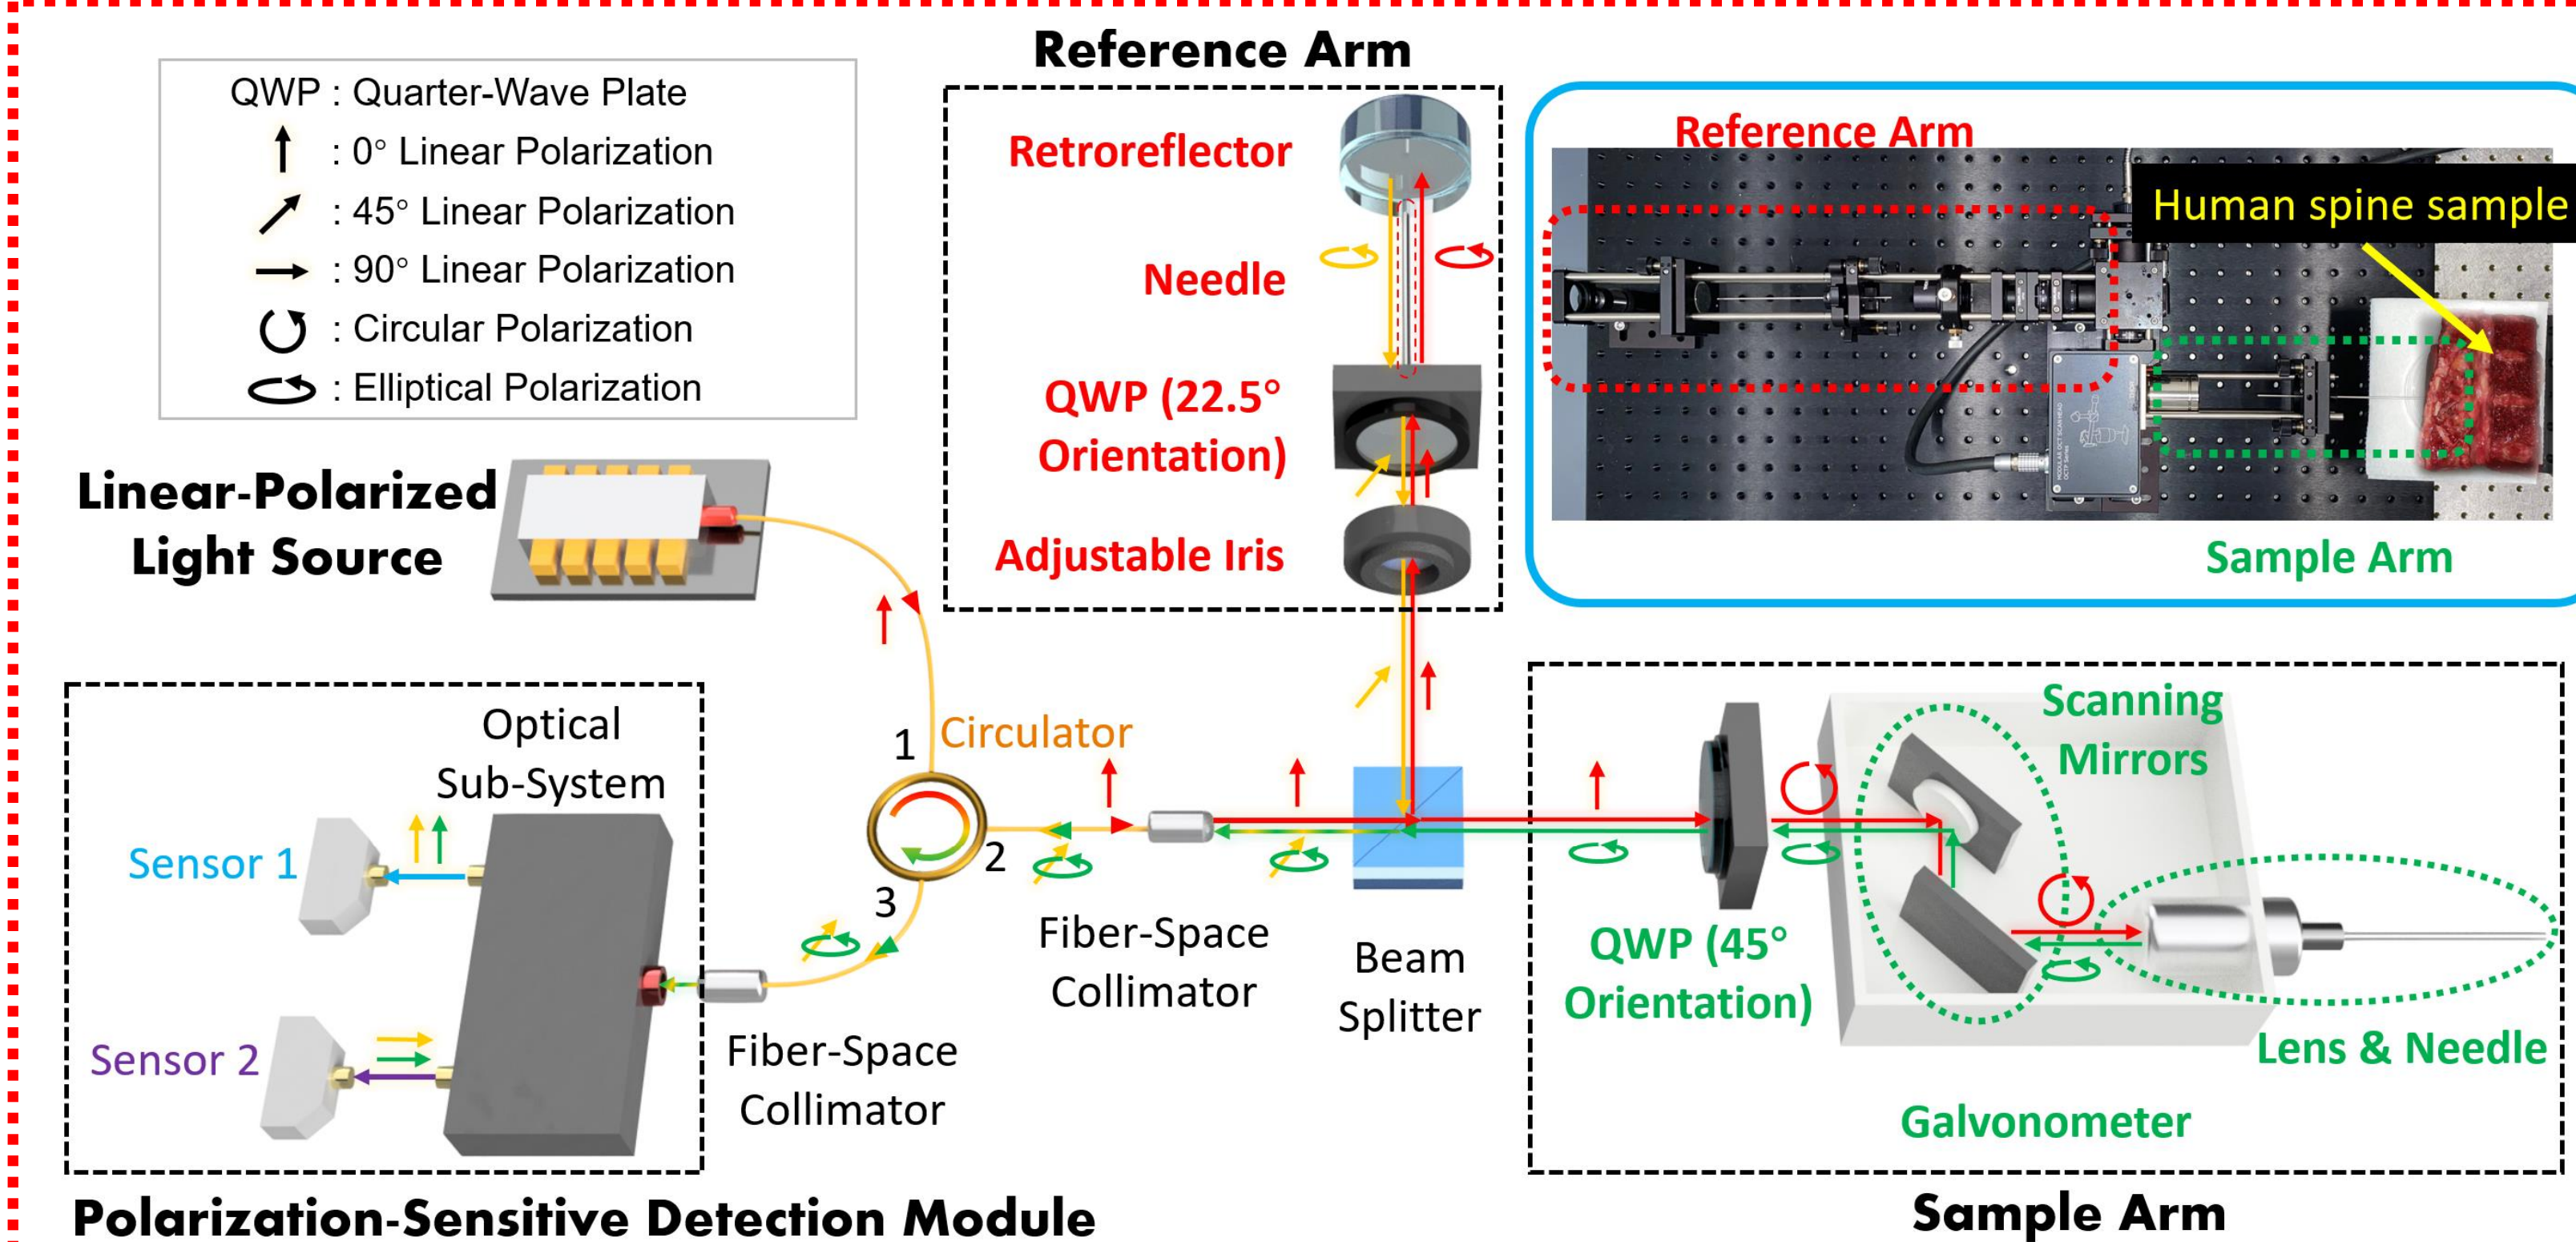 Reference Arm
QWP : Quarter-Wave Plate
: 0° Linear Polarization
: 45° Linear Polarization
: 90° Linear Polarization
: Circular Polarization
: Elliptical Polarization
Retroreflector
Needle
QWP (22.5°
Orientation)
Adjustable Iris
Reference Arm
Human spine sample
Sample Arm
Linear-Polarized
Light Source
Optical
Sub-System
Sensor 1
Sensor 2
Polarization-Sensitive Detection Module
1
Circulator
2
3
Fiber-Space
Collimator
Fiber-Space
Collimator
Beam
Splitter
Scanning
Mirrors
QWP (45°
Orientation)
Lens & Needle
Galvonometer
Sample Arm